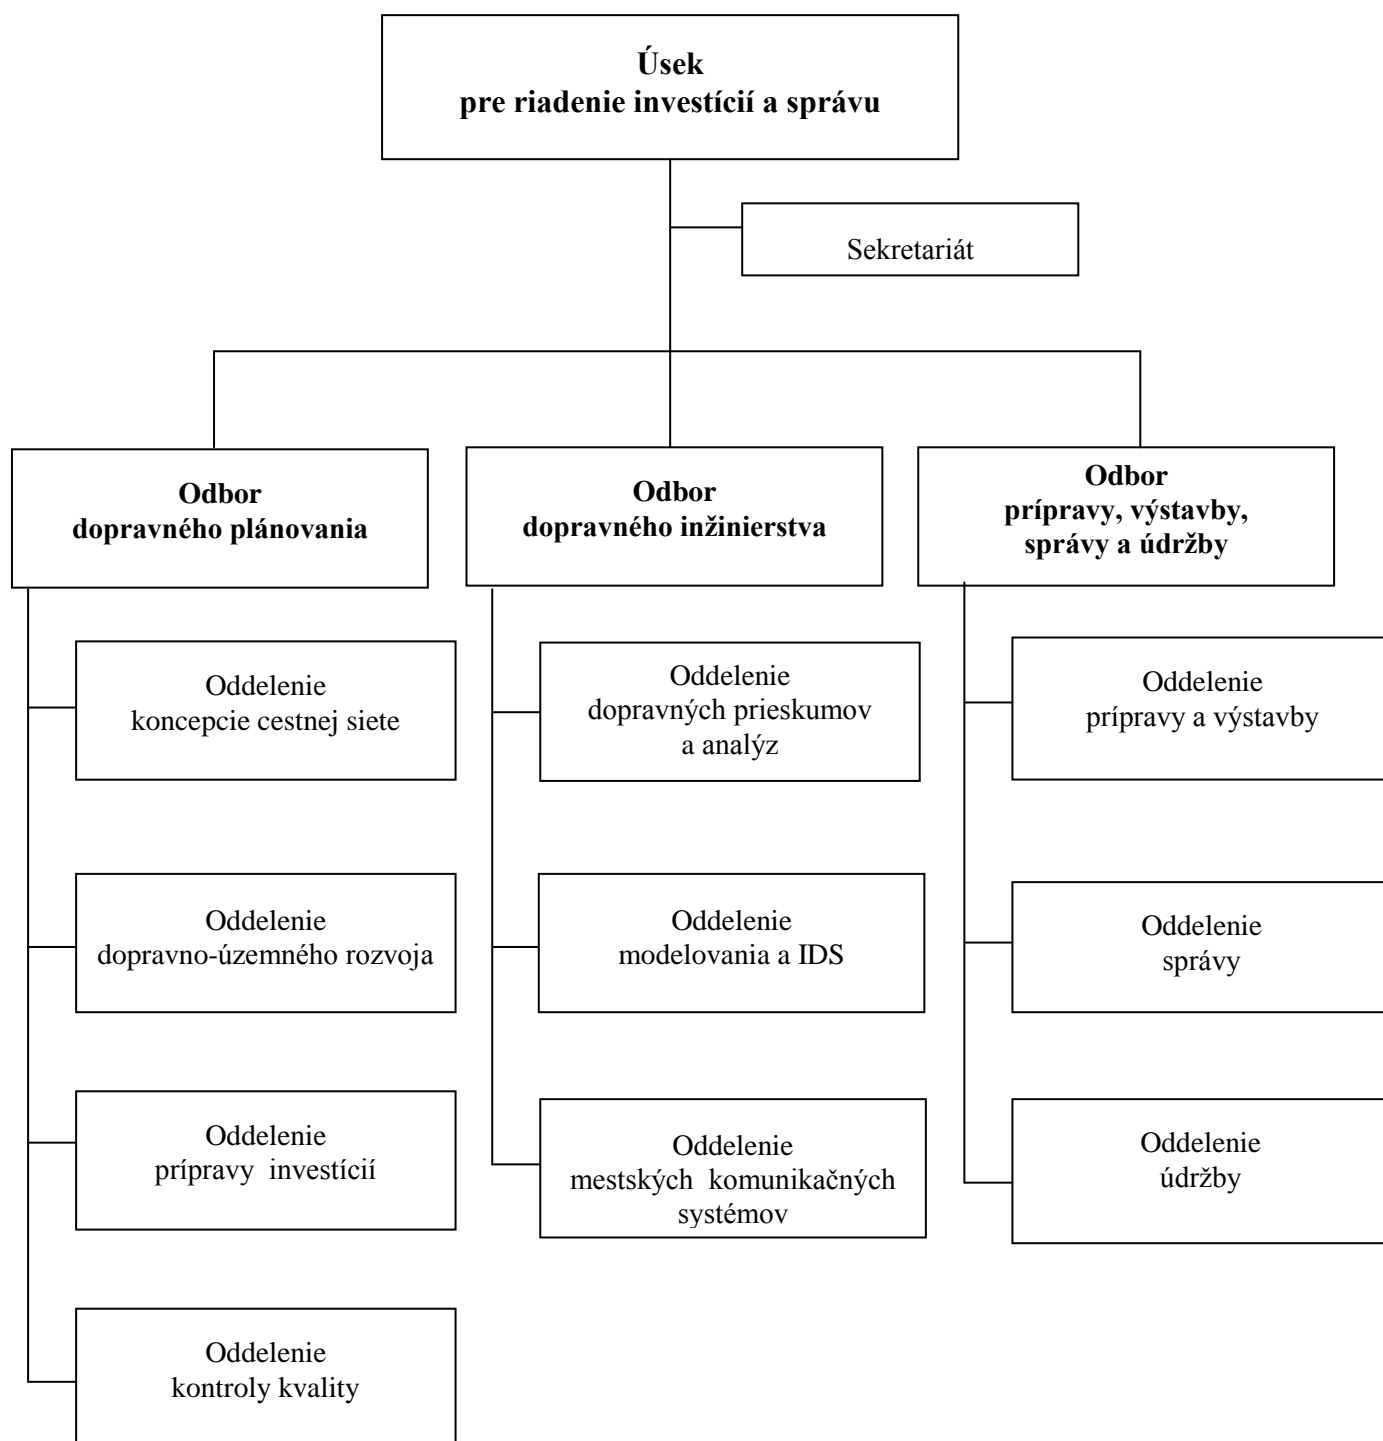 Úsek
pre riadenie investícií a správu
Sekretariát
Odbor
dopravného plánovania
Oddelenie
koncepcie cestnej siete
Oddelenie
dopravno-územného rozvoja
Oddelenie
prípravy investícií
Oddelenie
kontroly kvality
Odbor
dopravného inžinierstva
Oddelenie
dopravných prieskumov
a analýz
Oddelenie
modelovania a IDS
Oddelenie
mestských komunikačných
systémov
Odbor
prípravy, výstavby,
správy a údržby
Oddelenie
prípravy a výstavby
Oddelenie
správy
Oddelenie
údržby